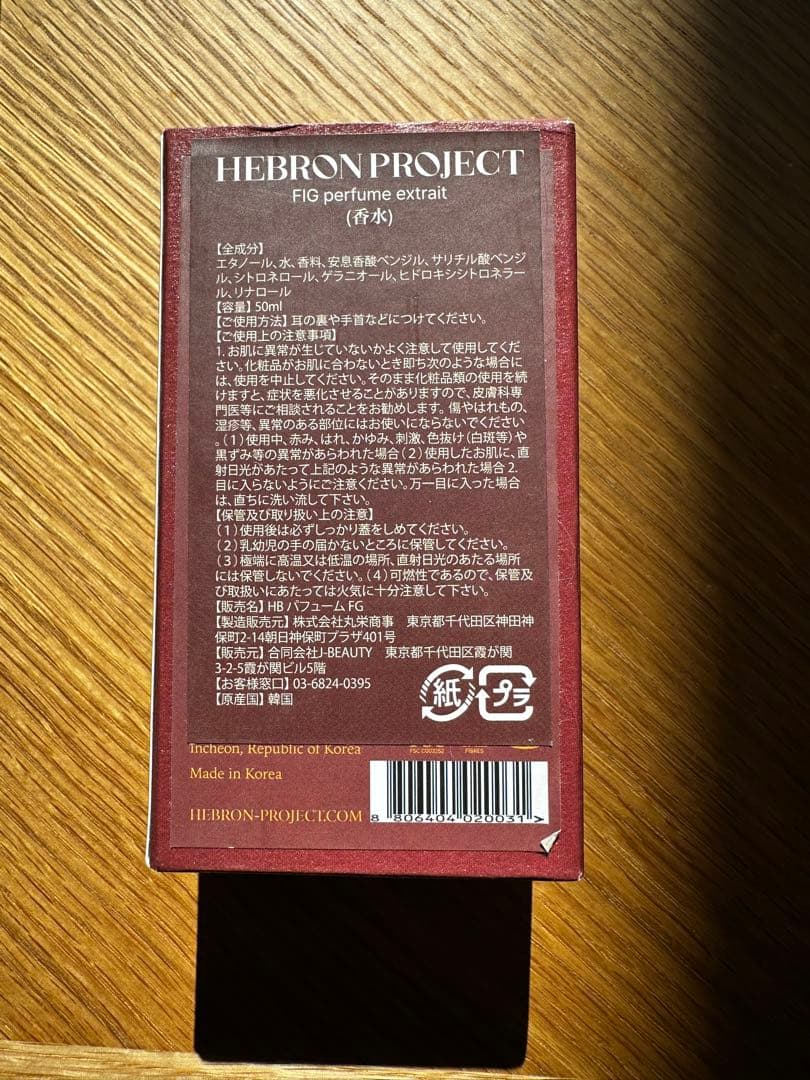 HEBRON PROJECT
FIG perfume extrait
(香水)
【全成分】
エタノール、水、香料、安息香酸ベンジル、サリチル酸ベンジ
ル、シトロネロール、ゲラニオール、ヒドロキシシトロネラー
ル、リナロール
【容量】50ml
【ご使用方法】耳の裏や手首などにつけてください。
【ご使用上の注意事項】
1. お肌に異常が生じていないかよく注意して使用してくだ
さい。化粧品がお肌に合わないとき即ち次のような場合に
は、使用を中止してください。そのまま化粧品類の使用を続
けますと、症状を悪化させることがありますので、皮膚科専
門医等にご相談されることをお勧めします。傷やはれもの、
湿疹等、異常のある部位にはお使いにならないでください
。（1）使用中、赤み、はれ、かゆみ、刺激、色抜け（白斑等）や
黒ずみ等の異常があらわれた場合（2）使用したお肌に、直
射日光があたって上記のような異常があらわれた場合 2.
目に入らないようにご注意ください。万一目に入った場合
は、直ちに洗い流して下さい。
【保管及び取り扱い上の注意】
（1）使用後は必ずしっかり蓋をしめてください。
（2）乳幼児の手の届かないところに保管してください。
（3）極端に高温又は低温の場所、直射日光のあたる場所
には保管しないでください。（4）可燃性であるので、保管及
び取扱いにあたっては火気に十分注意して下さい。
【販売名】HB パフューム FG
【製造販売元】株式会社丸栄商事　東京都千代田区神田神
保町2-14朝日神保町プラザ401号
【販売元】合同会社J-BEAUTY　東京都千代田区霞が関
3-2-5霞が関ビル5階
【お客様窓口】03-6824-0395
【原産国】韓国
紙 プラ
Incheon, Republic of Korea
FSC C003252
FIBRES
Made in Korea
HEBRON-PROJECT.COM
8 806404 020031 >